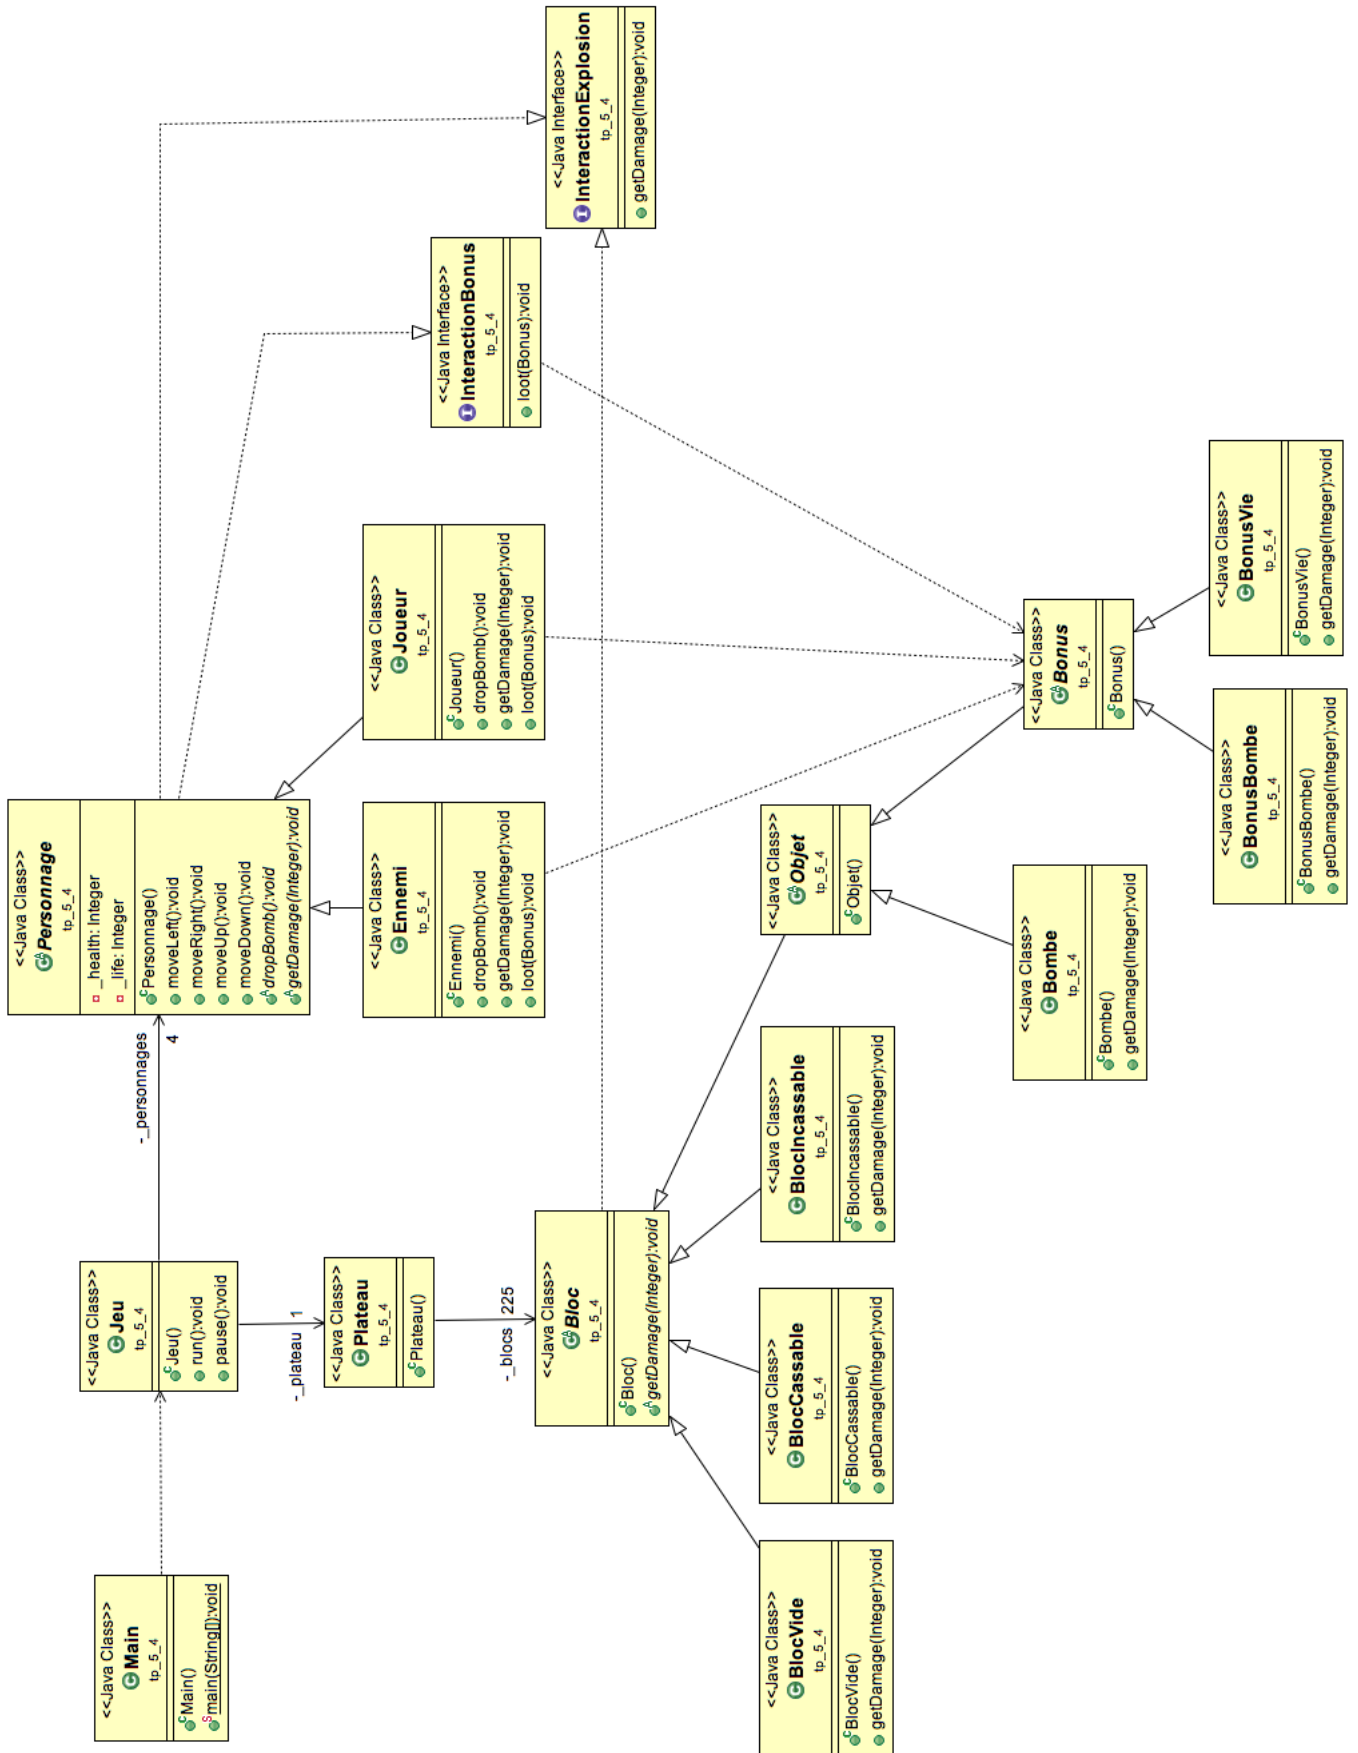 <<Java Class>>
Main
tp_5_4
Main()
main(String[]):void
<<Java Class>>
Jeu
tp_5_4
Jeu()
run():void
pause():void
-_personnages
4
<<Java Class>>
Personnage
tp_5_4
_health: Integer
_life: Integer
Personnage()
moveLeft():void
moveRight():void
moveUp():void
moveDown():void
dropBomb():void
getDamage(Integer):void
-_plateau
1
<<Java Class>>
Plateau
tp_5_4
Plateau()
<<Java Class>>
Ennemi
tp_5_4
Ennemi()
dropBomb():void
getDamage(Integer):void
loot(Bonus):void
<<Java Class>>
Joueur
tp_5_4
Joueur()
dropBomb():void
getDamage(Integer):void
loot(Bonus):void
<<Java Interface>>
InteractionBonus
tp_5_4
loot(Bonus):void
<<Java Interface>>
InteractionExplosion
tp_5_4
getDamage(Integer):void
-_blocs
225
<<Java Class>>
Bloc
tp_5_4
Bloc()
getDamage(Integer):void
<<Java Class>>
BlocVide
tp_5_4
BlocVide()
getDamage(Integer):void
<<Java Class>>
BlocCassable
tp_5_4
BlocCassable()
getDamage(Integer):void
<<Java Class>>
BlocIncassable
tp_5_4
BlocIncassable()
getDamage(Integer):void
<<Java Class>>
Objet
tp_5_4
Objet()
<<Java Class>>
Bombe
tp_5_4
Bombe()
getDamage(Integer):void
<<Java Class>>
Bonus
tp_5_4
Bonus()
<<Java Class>>
BonusBombe
tp_5_4
BonusBombe()
getDamage(Integer):void
<<Java Class>>
BonusVie
tp_5_4
BonusVie()
getDamage(Integer):void